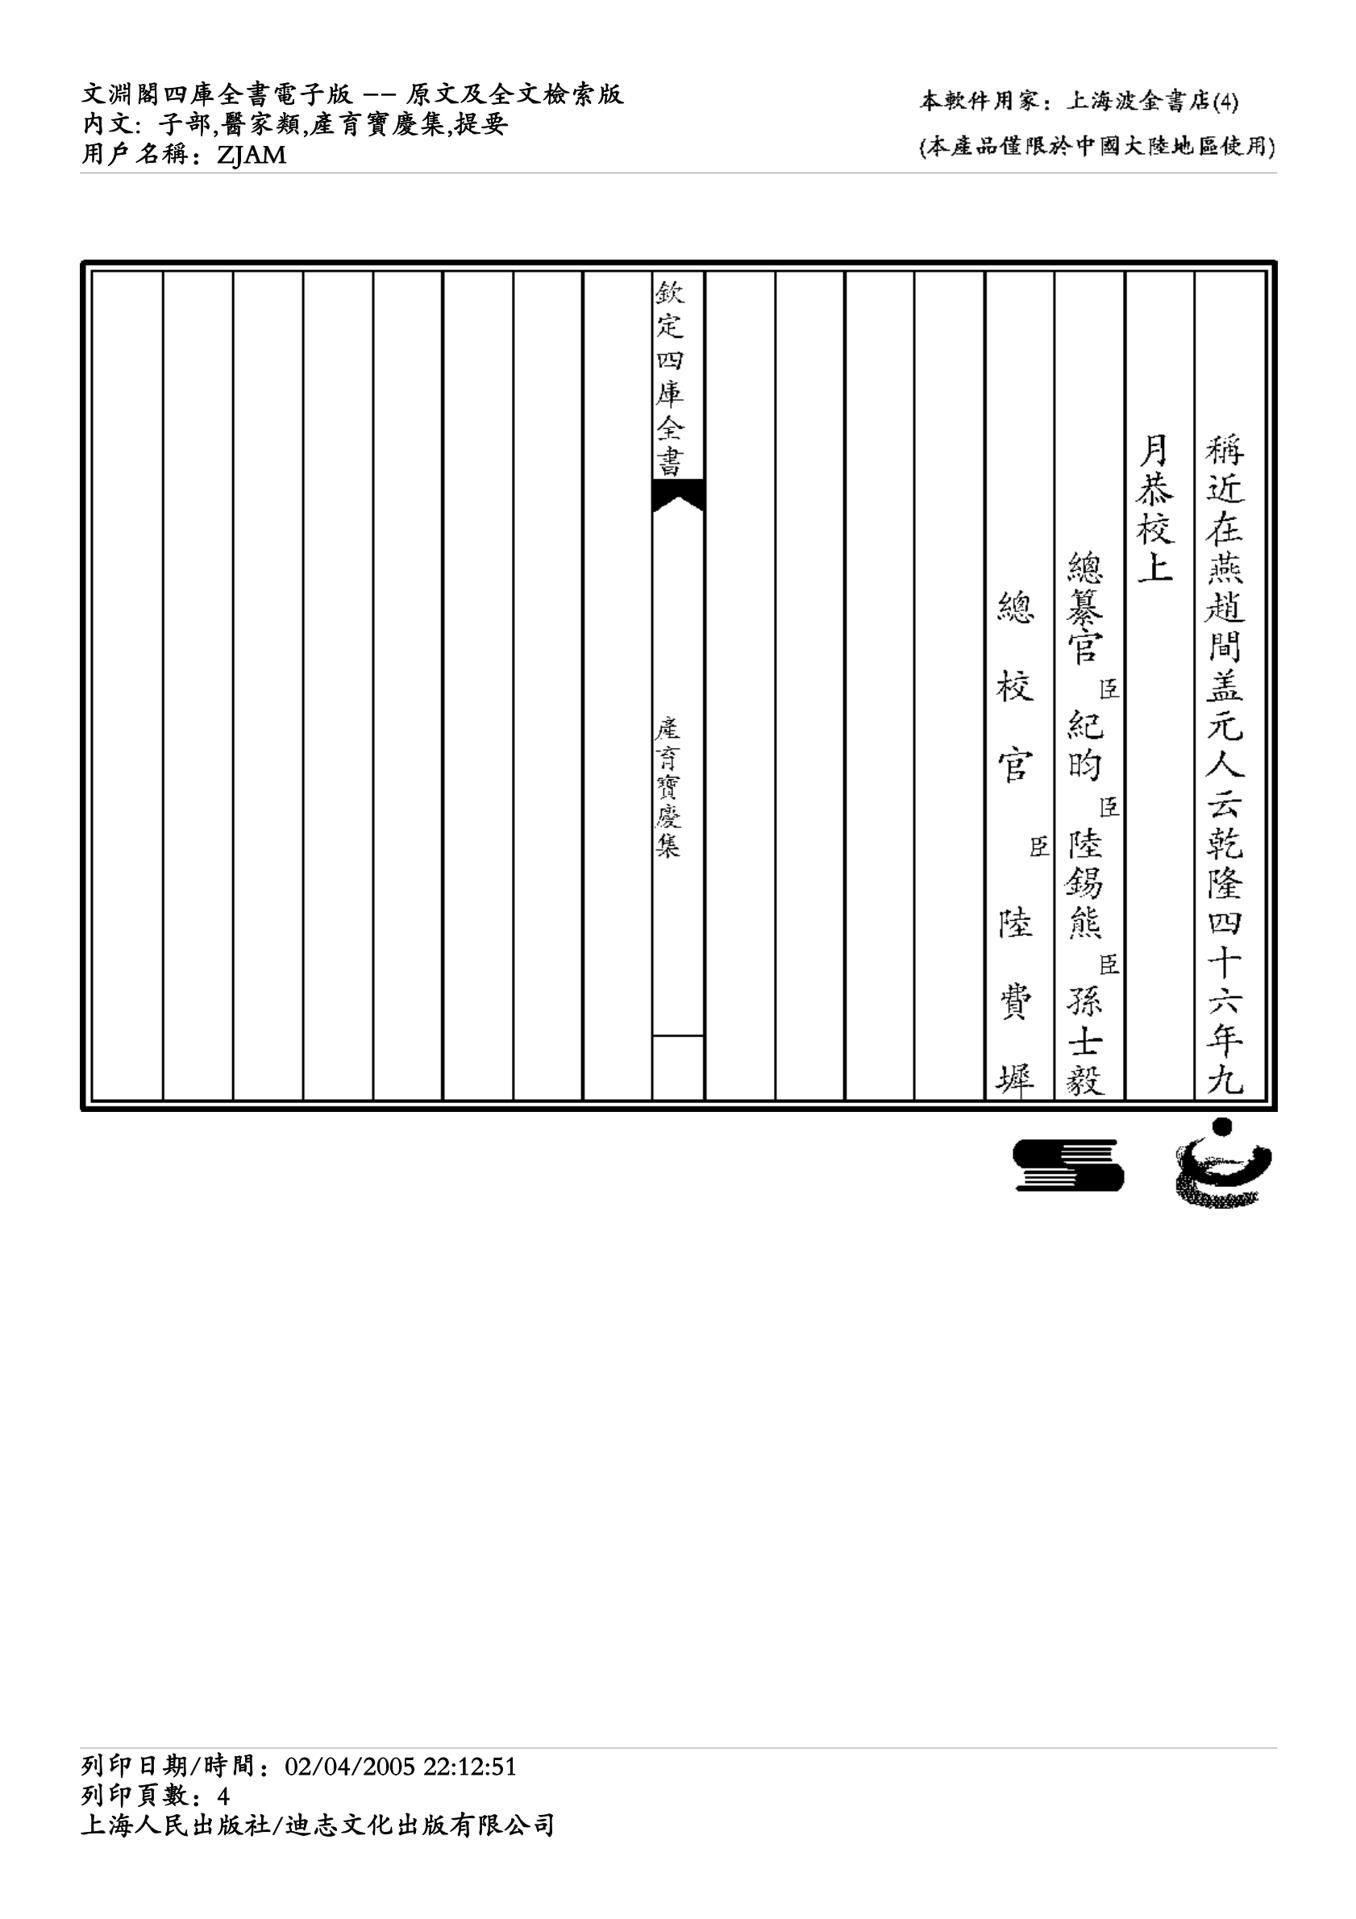 文淵閣四庫全書電子版 −− 原文及全文檢索版
内文: 子部,醫家類,產育寶慶集,提要
用戶名稱: ZJAM
本軟件用家: 上海波金書店(4)
(本產品僅限於中國大陸地區使用)
稱近在燕趙間盖元人云乾隆四十六年九
月恭校上
總纂官臣紀昀臣陸錫熊臣孫士毅
總校官臣陸費墀
欽定四庫全書
產育寶慶集
列印日期/時間: 02/04/2005 22:12:51
列印頁數: 4
上海人民出版社/迪志文化出版有限公司